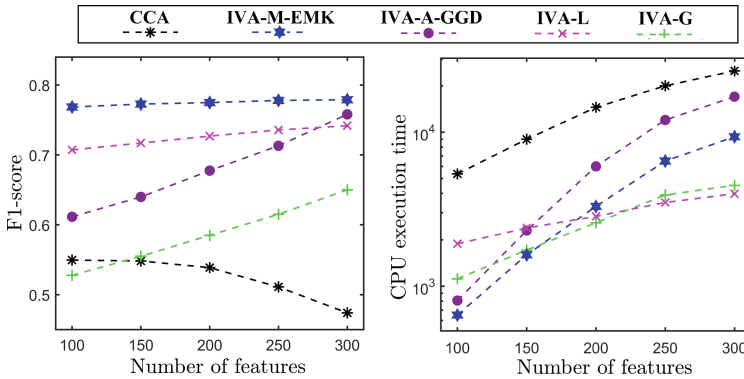 CCA IVA-M-EMK IVA-A-GGD IVA-L IVA-G
F1-score
0.8
0.7
0.6
0.5
100 150 200 250 300
Number of features
CPU execution time
10^4
10^3
100 150 200 250 300
Number of features